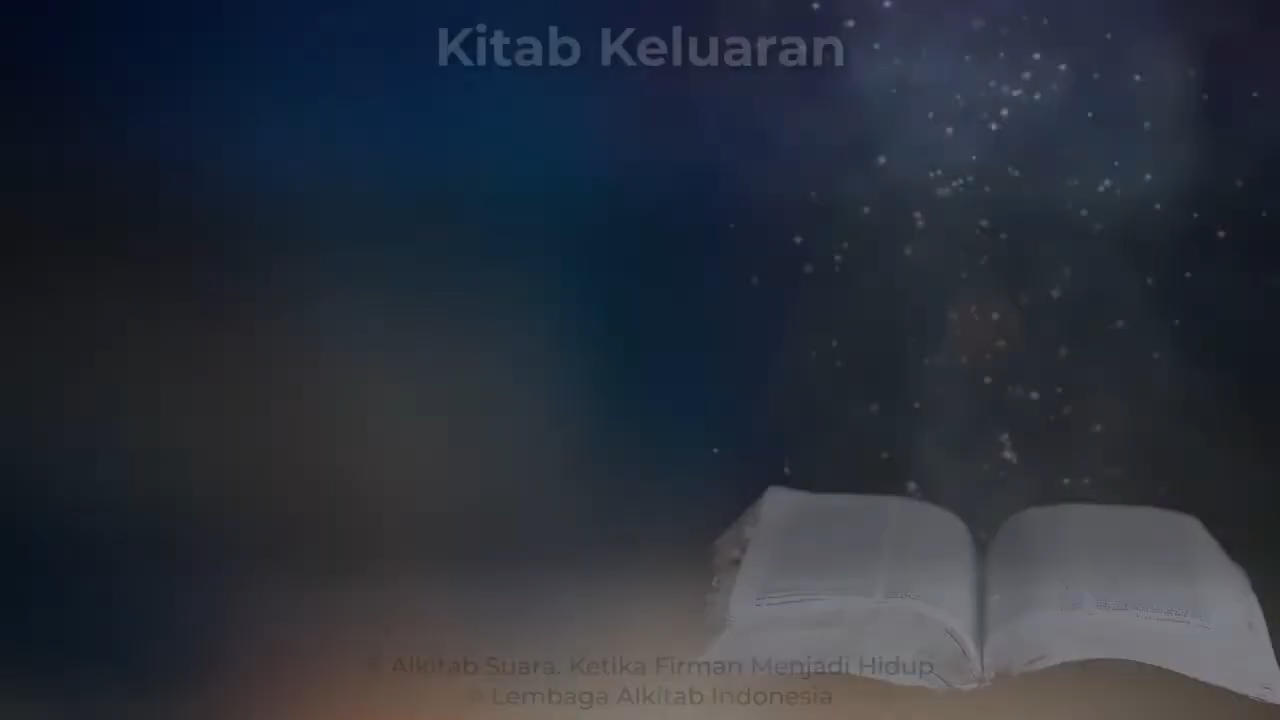 Kitab Keluaran
© Alkitab Suara. Ketika Firman Menjadi Hidup
© Lembaga Alkitab Indonesia